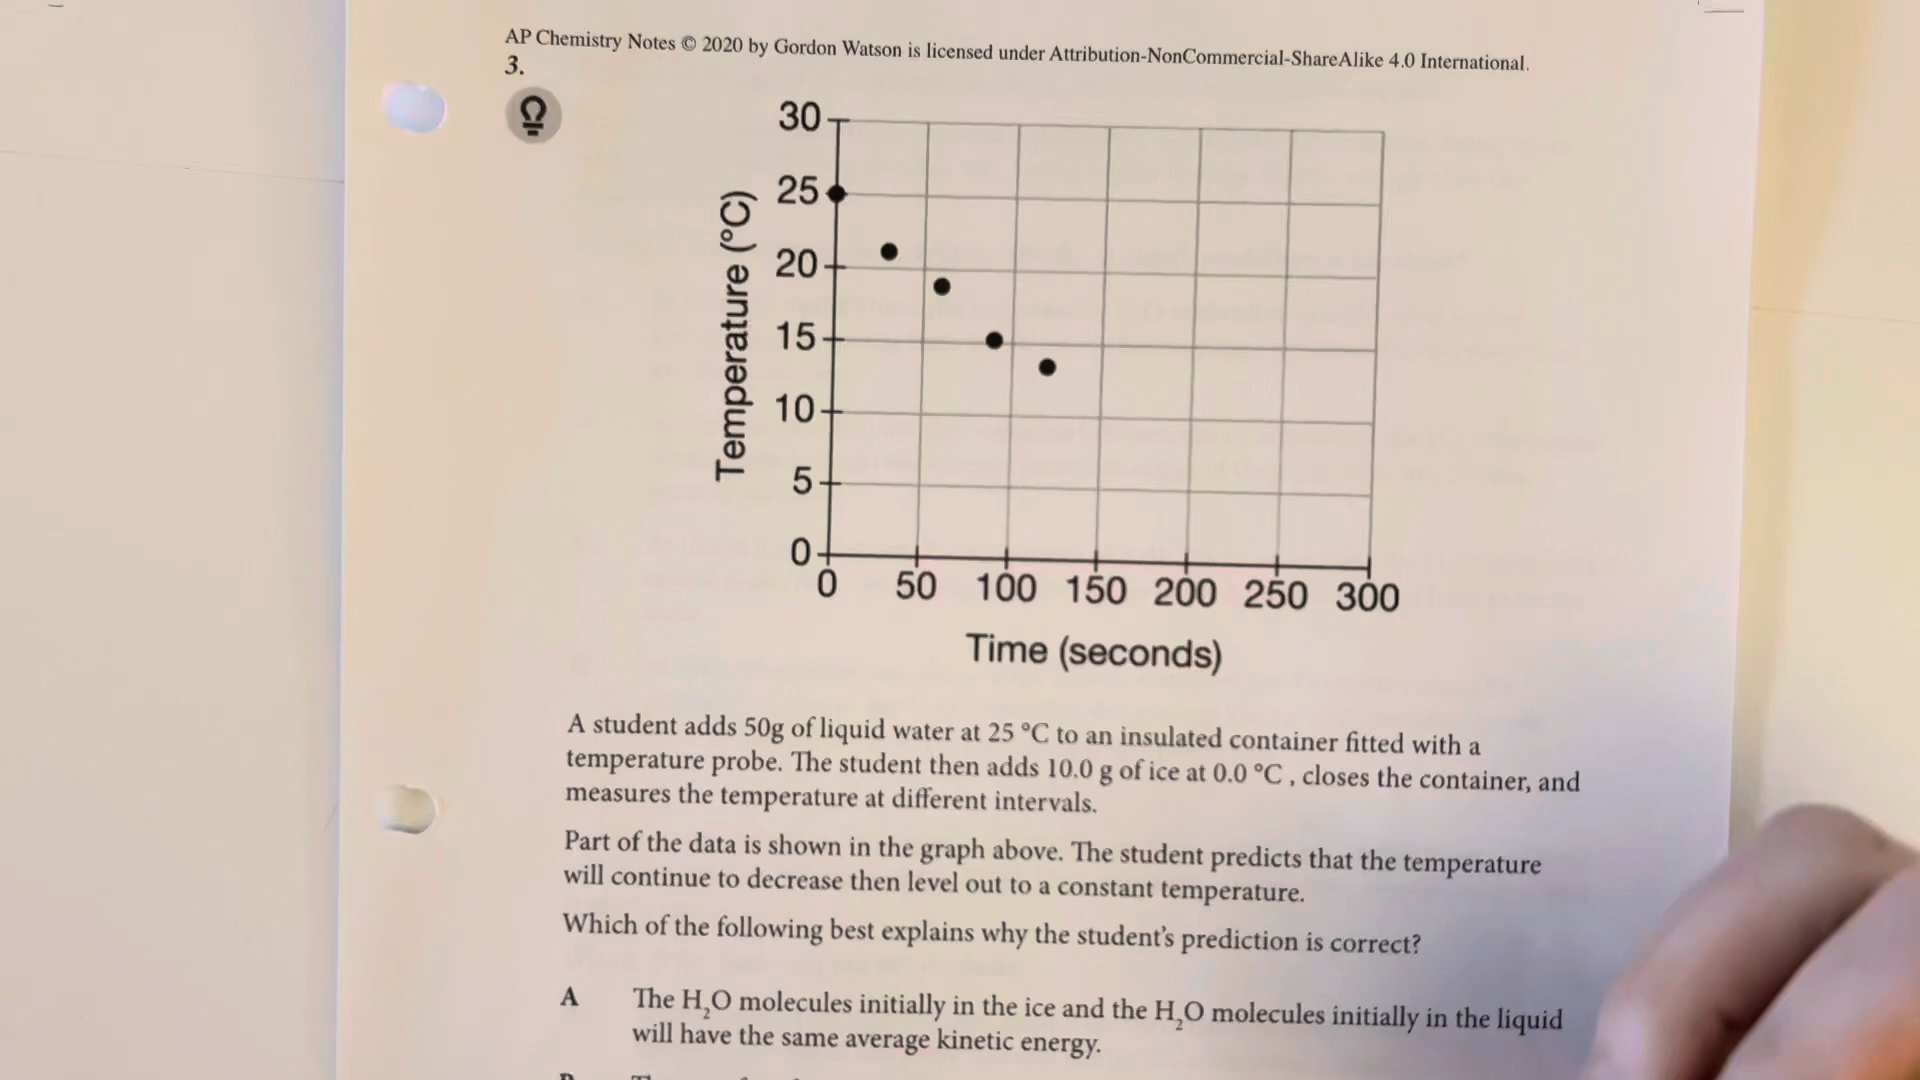 AP Chemistry Notes © 2020 by Gordon Watson is licensed under Attribution-NonCommercial-ShareAlike 4.0 International.
3.
30
25
20
15
10
5
0
Temperature (°C)
0 50 100 150 200 250 300
Time (seconds)
A student adds 50g of liquid water at 25 °C to an insulated container fitted with a
temperature probe. The student then adds 10.0 g of ice at 0.0 °C , closes the container, and
measures the temperature at different intervals.
Part of the data is shown in the graph above. The student predicts that the temperature
will continue to decrease then level out to a constant temperature.
Which of the following best explains why the student's prediction is correct?
A The H₂O molecules initially in the ice and the H₂O molecules initially in the liquid
will have the same average kinetic energy.